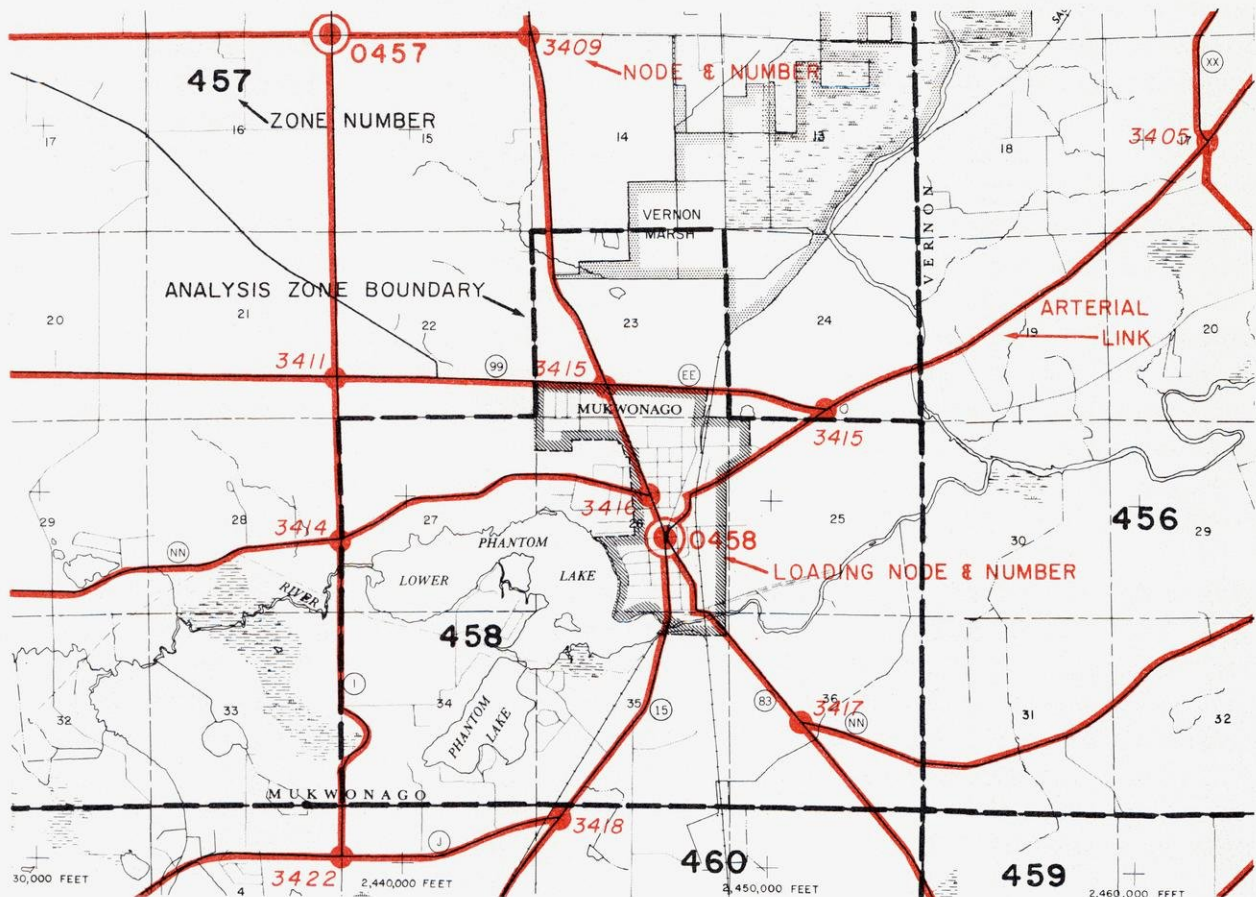 0457
3409
457
NODE & NUMBER
XX
ZONE NUMBER
17
16
15
14
13
18
3405
17
VERNON
MARSH
VERNON
ANALYSIS ZONE BOUNDARY
ARTERIAL
LINK
20
21
22
23
24
19
20
3411
99
3415
EE
MUKWONAGO
3415
29
28
27
3416
26
25
456
29
3414
30
NN
PHANTOM
0458
LOWER
LAKE
LOADING NODE & NUMBER
RIVER
458
I
32
33
34
PHANTOM
LAKE
35
15
83
36
3417
NN
31
32
MUKWONAGO
3418
J
460
459
3422
30,000 FEET
4
2,440,000 FEET
2,450,000 FEET
2,460,000 FEET